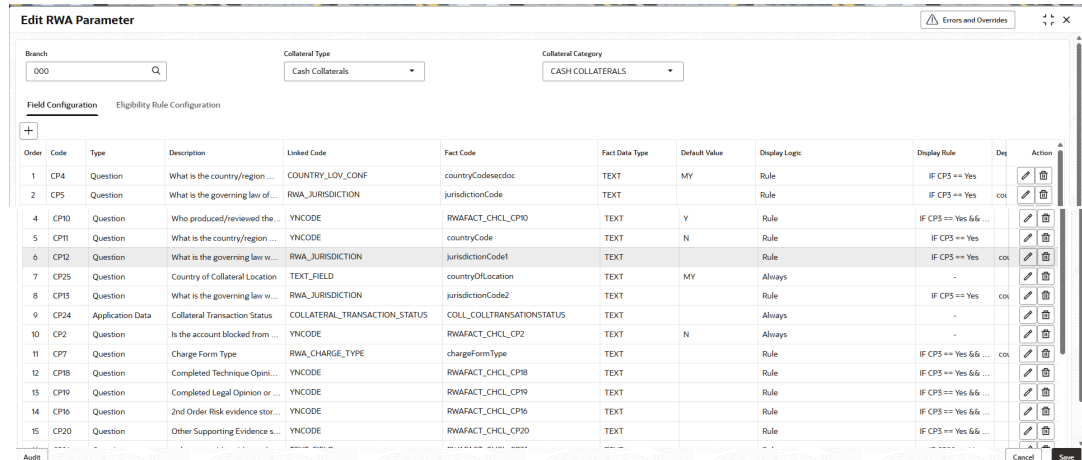 Edit RWA Parameter
Errors and Overrides
Branch Collateral Type Collateral Category
000 Cash Collaterals CASH COLLATERALS
Field Configuration Eligibility Rule Configuration
Order Code Type Description Linked Code Fact Code Fact Data Type Default Value Display Logic Display Rule Dep Action
1 CP4 Question What is the country/region ... COUNTRY_LOV_CONF countryCodesecdoc TEXT MY Rule IF CP3 == Yes
2 CP5 Question What is the governing law of... RWA_JURISDICTION jurisdictionCode TEXT Rule IF CP3 == Yes cou
4 CP10 Question Who produced/reviewed the... YNCODE RWAFACT_CHCL_CP10 TEXT Y Rule IF CP3 == Yes && ...
5 CP11 Question What is the country/region ... YNCODE countryCode TEXT N Rule IF CP3 == Yes
6 CP12 Question What is the governing law w... RWA_JURISDICTION jurisdictionCode1 TEXT Rule IF CP3 == Yes cou
7 CP25 Question Country of Collateral Location TEXT_FIELD countryOfLocation TEXT MY Always -
8 CP13 Question What is the governing law w... RWA_JURISDICTION jurisdictionCode2 TEXT Rule IF CP3 == Yes cou
9 CP24 Application Data Collateral Transaction Status COLLATERAL_TRANSACTION_STATUS COLL_COLLTRANSATIONSTATUS TEXT Always -
10 CP2 Question Is the account blocked from ... YNCODE RWAFACT_CHCL_CP2 TEXT N Always -
11 CP7 Question Charge Form Type RWA_CHARGE_TYPE chargeFormType TEXT Rule IF CP3 == Yes && ... cou
12 CP18 Question Completed Technique Opini... YNCODE RWAFACT_CHCL_CP18 TEXT Rule IF CP3 == Yes && ...
13 CP19 Question Completed Legal Opinion or ... YNCODE RWAFACT_CHCL_CP19 TEXT Rule IF CP3 == Yes && ...
14 CP16 Question 2nd Order Risk evidence stor... YNCODE RWAFACT_CHCL_CP16 TEXT Rule IF CP3 == Yes && ...
15 CP20 Question Other Supporting Evidence s... YNCODE RWAFACT_CHCL_CP20 TEXT Rule IF CP3 == Yes && ...
Audit Cancel Save